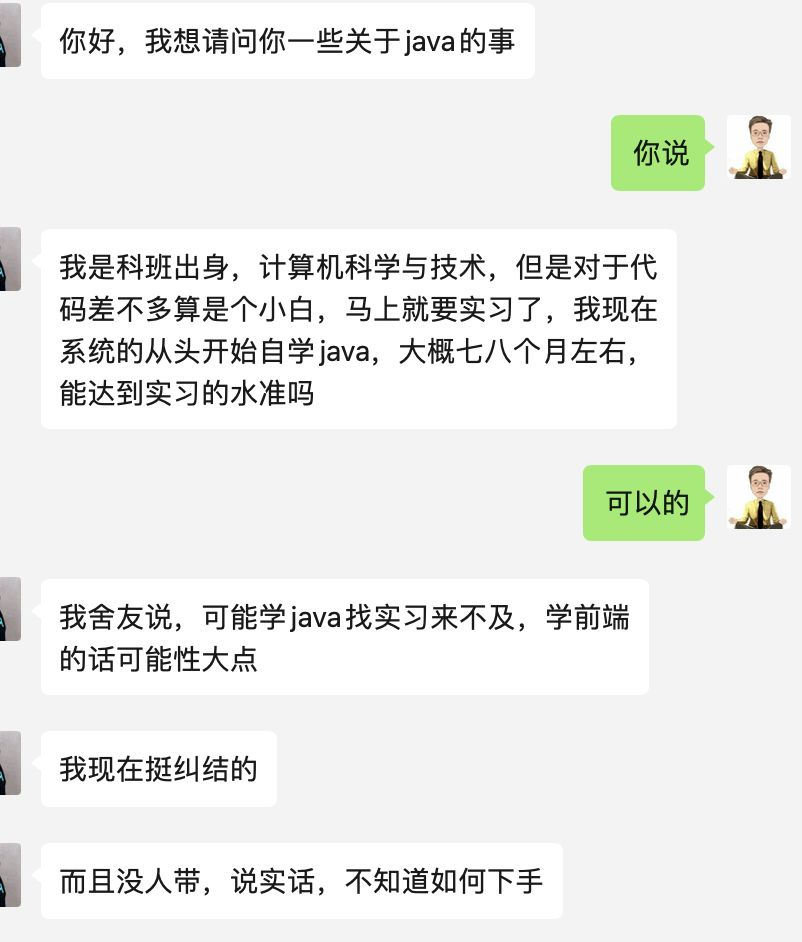 你好，我想请问你一些关于java的事
你说
我是科班出身，计算机科学与技术，但是对于代
码差不多算是个小白，马上就要实习了，我现在
系统的从头开始自学java，大概七八个月左右，
能达到实习的水准吗
可以的
我舍友说，可能学java找实习来不及，学前端
的话可能性大点
我现在挺纠结的
而且没人带，说实话，不知道如何下手